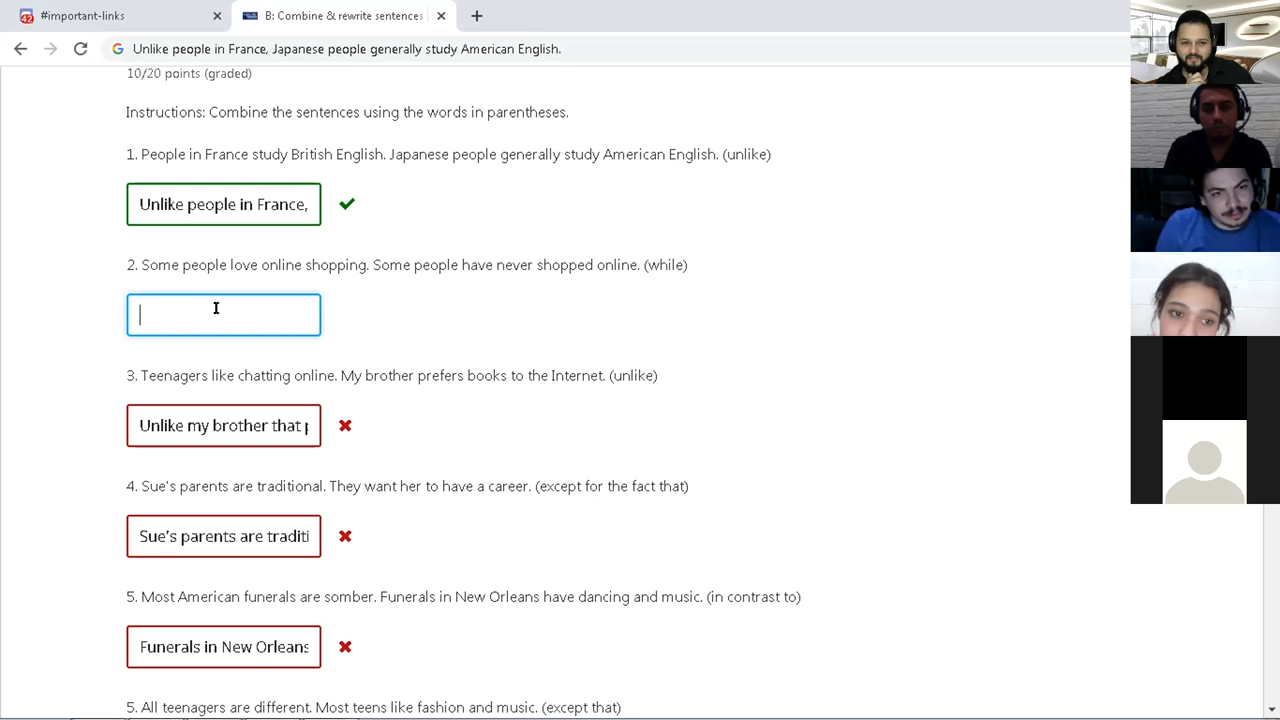 42
#important-links
B: Combine & rewrite sentences
Unlike people in France, Japanese people generally study American English.
10/20 points (graded)
Instructions: Combine the sentences using the words in parentheses.
1. People in France study British English. Japanese people generally study American English. (unlike)
Unlike people in France,
2. Some people love online shopping. Some people have never shopped online. (while)
3. Teenagers like chatting online. My brother prefers books to the Internet. (unlike)
Unlike my brother that p
4. Sue's parents are traditional. They want her to have a career. (except for the fact that)
Sue's parents are traditi
5. Most American funerals are somber. Funerals in New Orleans have dancing and music. (in contrast to)
Funerals in New Orleans
5. All teenagers are different. Most teens like fashion and music. (except that)